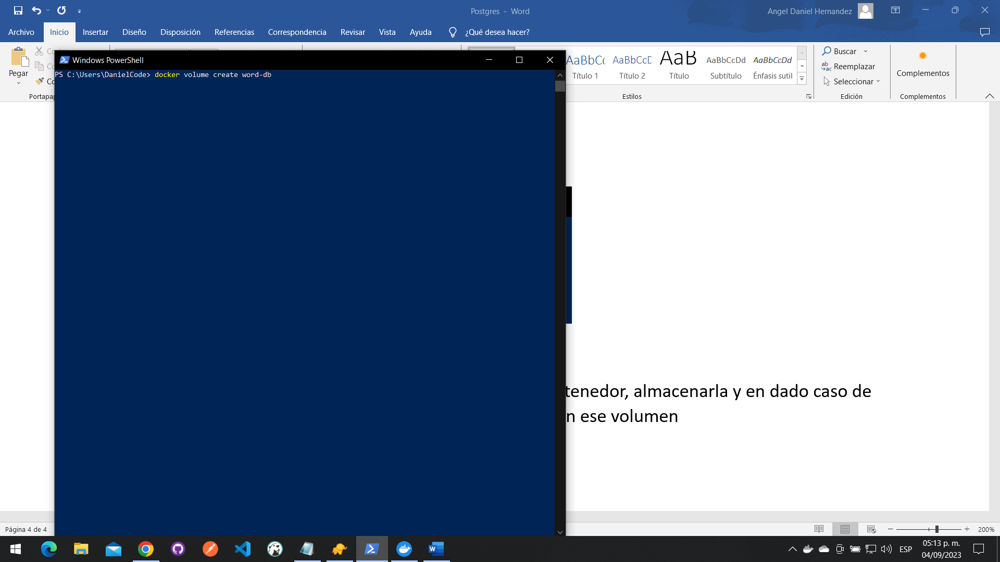 Postgres - Word
Angel Daniel Hernandez
Archivo Inicio Insertar Diseño Disposición Referencias Correspondencia Revisar Vista Ayuda ¿Qué desea hacer?
Pegar
Portapap
AaBbCc AaBbCcD AaB AaBbCcDd AaBbCcDd
Título 1 Título 2 Título Subtítulo Énfasis sutil
Estilos
Buscar
Reemplazar
Seleccionar
Edición
Complementos
Complementos
Windows PowerShell
PS C:\Users\DanielCode> docker volume create word-db
tenedor, almacenarla y en dado caso de
n ese volumen
Página 4 de 4
200%
ESP
05:13 p. m.
04/09/2023